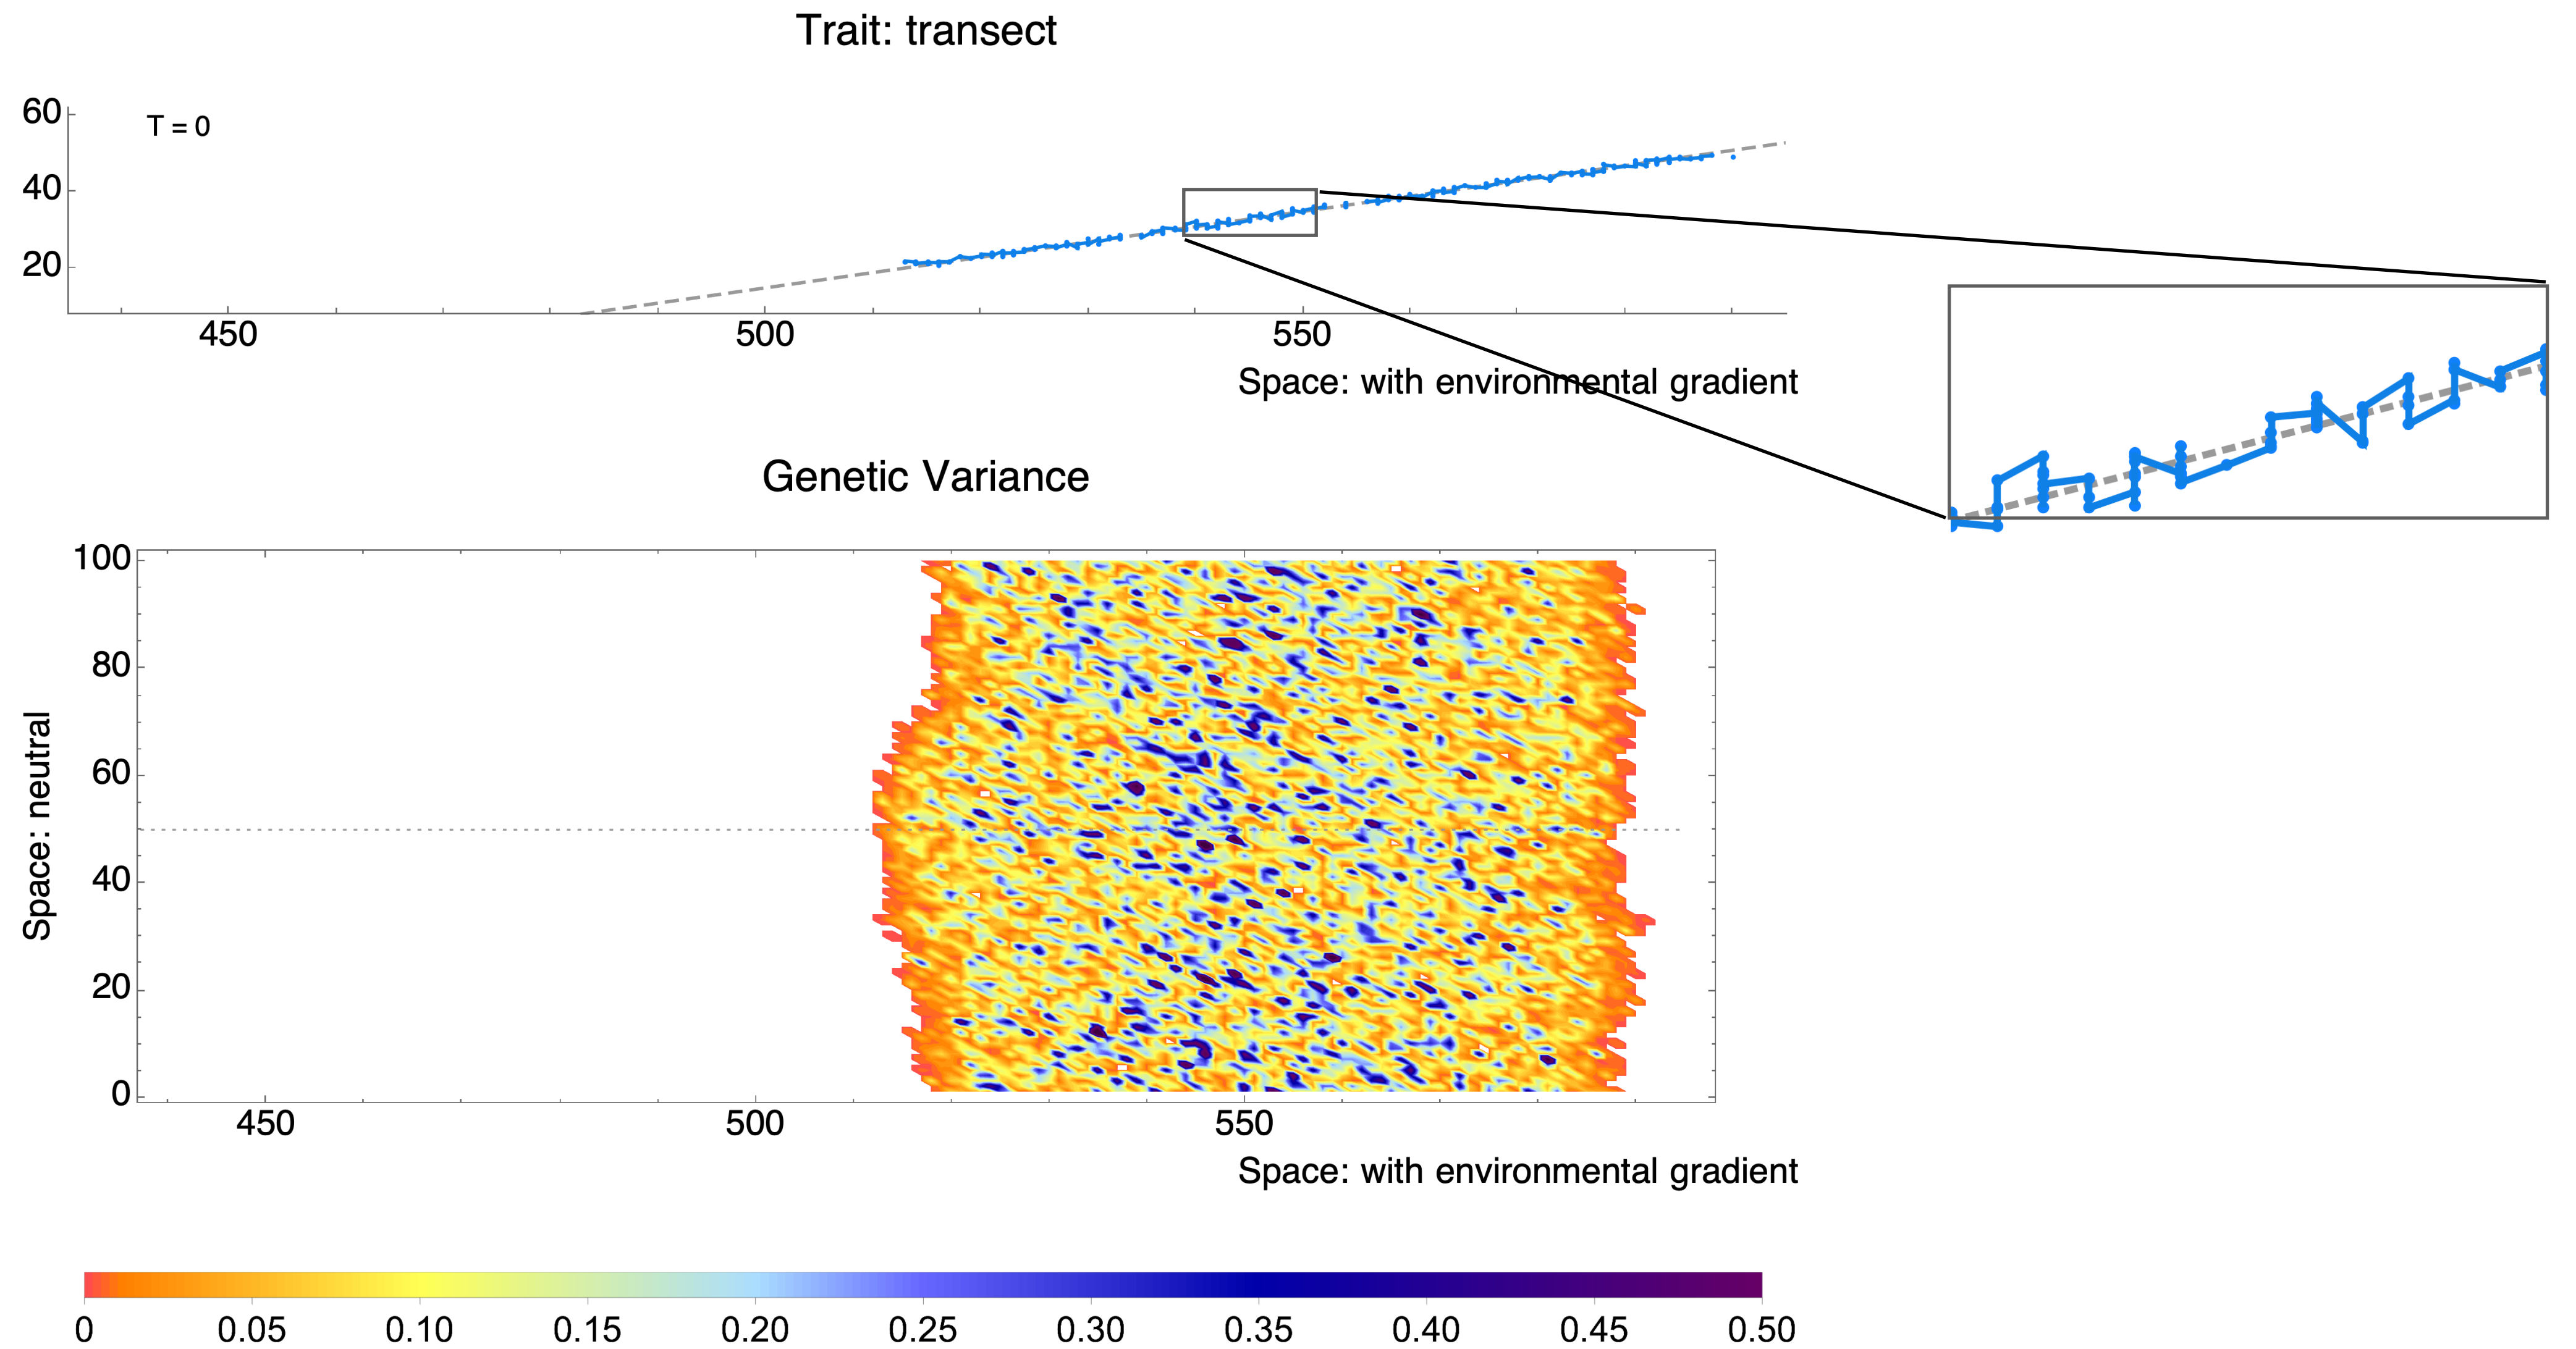 Trait: transect
60
T = 0
40
20
450 500 550
Space: with environmental gradient
Genetic Variance
100
80
60
40
20
0
Space: neutral
450 500 550
Space: with environmental gradient
0 0.05 0.10 0.15 0.20 0.25 0.30 0.35 0.40 0.45 0.50